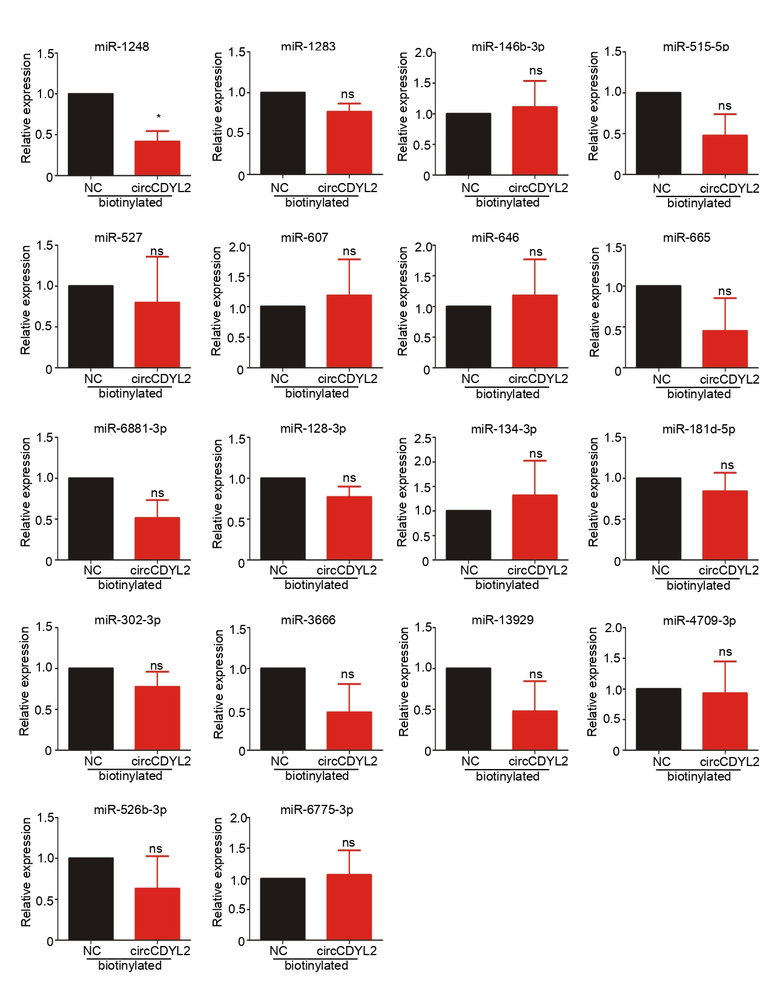 miR-1248
Relative expression
1.5
1.0
0.5
0
*
NC circCDYL2
biotinylated
miR-1283
Relative expression
1.5
1.0
0.5
0
ns
NC circCDYL2
biotinylated
miR-146b-3p
Relative expression
2.0
1.5
1.0
0.5
0
ns
NC circCDYL2
biotinylated
miR-515-5p
Relative expression
1.5
1.0
0.5
0
ns
NC circCDYL2
biotinylated
miR-527
Relative expression
1.5
1.0
0.5
0
ns
NC circCDYL2
biotinylated
miR-607
Relative expression
2.0
1.5
1.0
0.5
0
ns
NC circCDYL2
biotinylated
miR-646
Relative expression
2.0
1.5
1.0
0.5
0
ns
NC circCDYL2
biotinylated
miR-665
Relative expression
1.5
1.0
0.5
0
ns
NC circCDYL2
biotinylated
miR-6881-3p
Relative expression
1.5
1.0
0.5
0
ns
NC circCDYL2
biotinylated
miR-128-3p
Relative expression
1.5
1.0
0.5
0
ns
NC circCDYL2
biotinylated
miR-134-3p
Relative expression
2.5
2.0
1.5
1.0
0.5
0
ns
NC circCDYL2
biotinylated
miR-181d-5p
Relative expression
1.5
1.0
0.5
0
ns
NC circCDYL2
biotinylated
miR-302-3p
Relative expression
1.5
1.0
0.5
0
ns
NC circCDYL2
biotinylated
miR-3666
Relative expression
1.5
1.0
0.5
0
ns
NC circCDYL2
biotinylated
miR-13929
Relative expression
1.5
1.0
0.5
0
ns
NC circCDYL2
biotinylated
miR-4709-3p
Relative expression
2.0
1.5
1.0
0.5
0
ns
NC circCDYL2
biotinylated
miR-526b-3p
Relative expression
1.5
1.0
0.5
0
ns
NC circCDYL2
biotinylated
miR-6775-3p
Relative expression
2.0
1.5
1.0
0.5
0
ns
NC circCDYL2
biotinylated